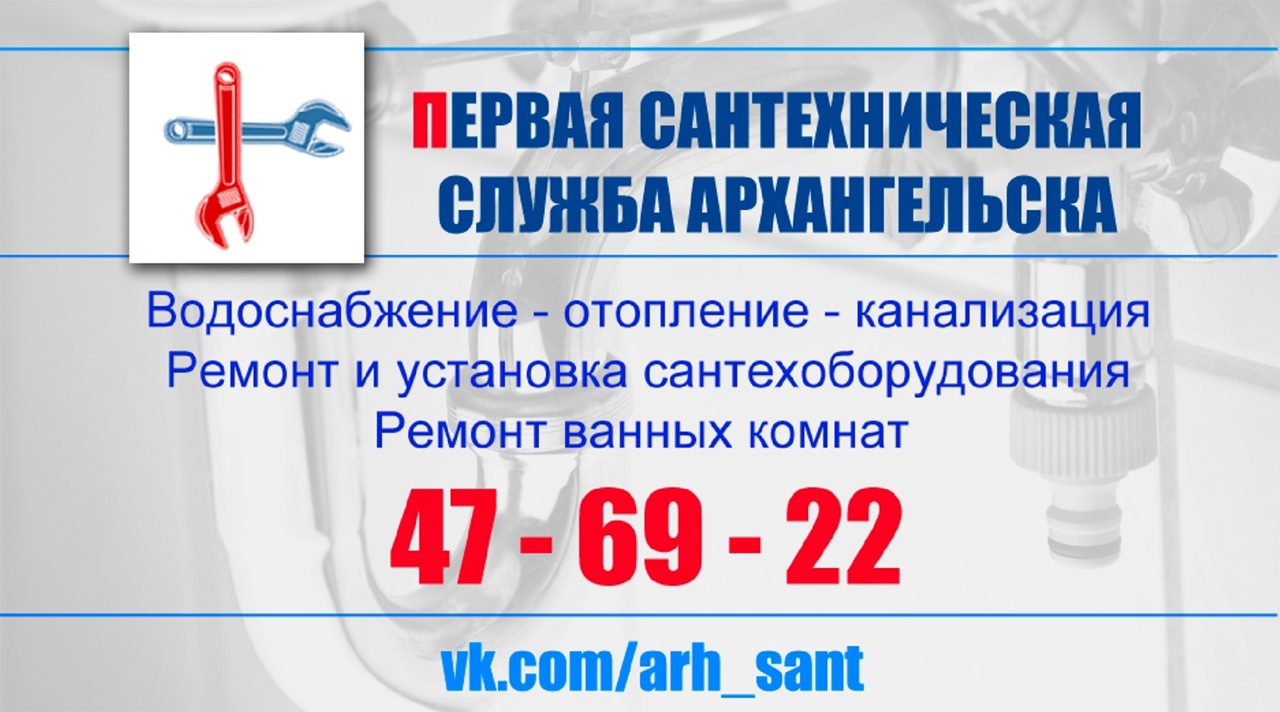 ПЕРВАЯ САНТЕХНИЧЕСКАЯ
СЛУЖБА АРХАНГЕЛЬСКА
Водоснабжение - отопление - канализация
Ремонт и установка сантехоборудования
Ремонт ванных комнат
47 - 69 - 22
vk.com/arh_sant